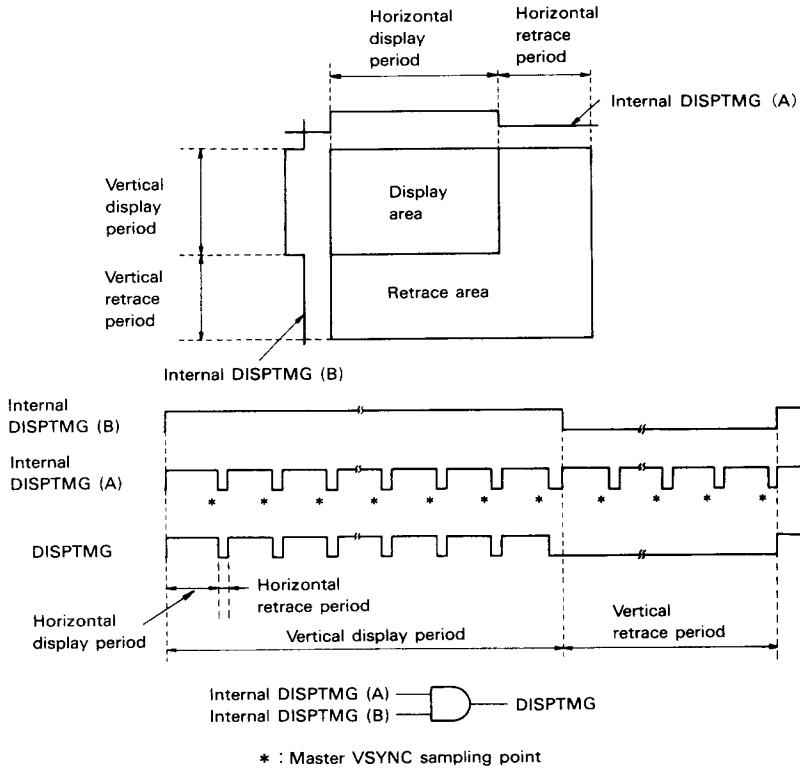 Horizontal
display
period
Horizontal
retrace
period
Internal DISPTMG (A)
Vertical
display
period
Display
area
Vertical
retrace
period
Retrace area
Internal DISPTMG (B)
Internal
DISPTMG (B)
Internal
DISPTMG (A)
* * * * * * * * * *
DISPTMG
Horizontal
display period
Horizontal
retrace period
Vertical display period
Vertical
retrace period
Internal DISPTMG (A)
Internal DISPTMG (B)
DISPTMG
* : Master VSYNC sampling point